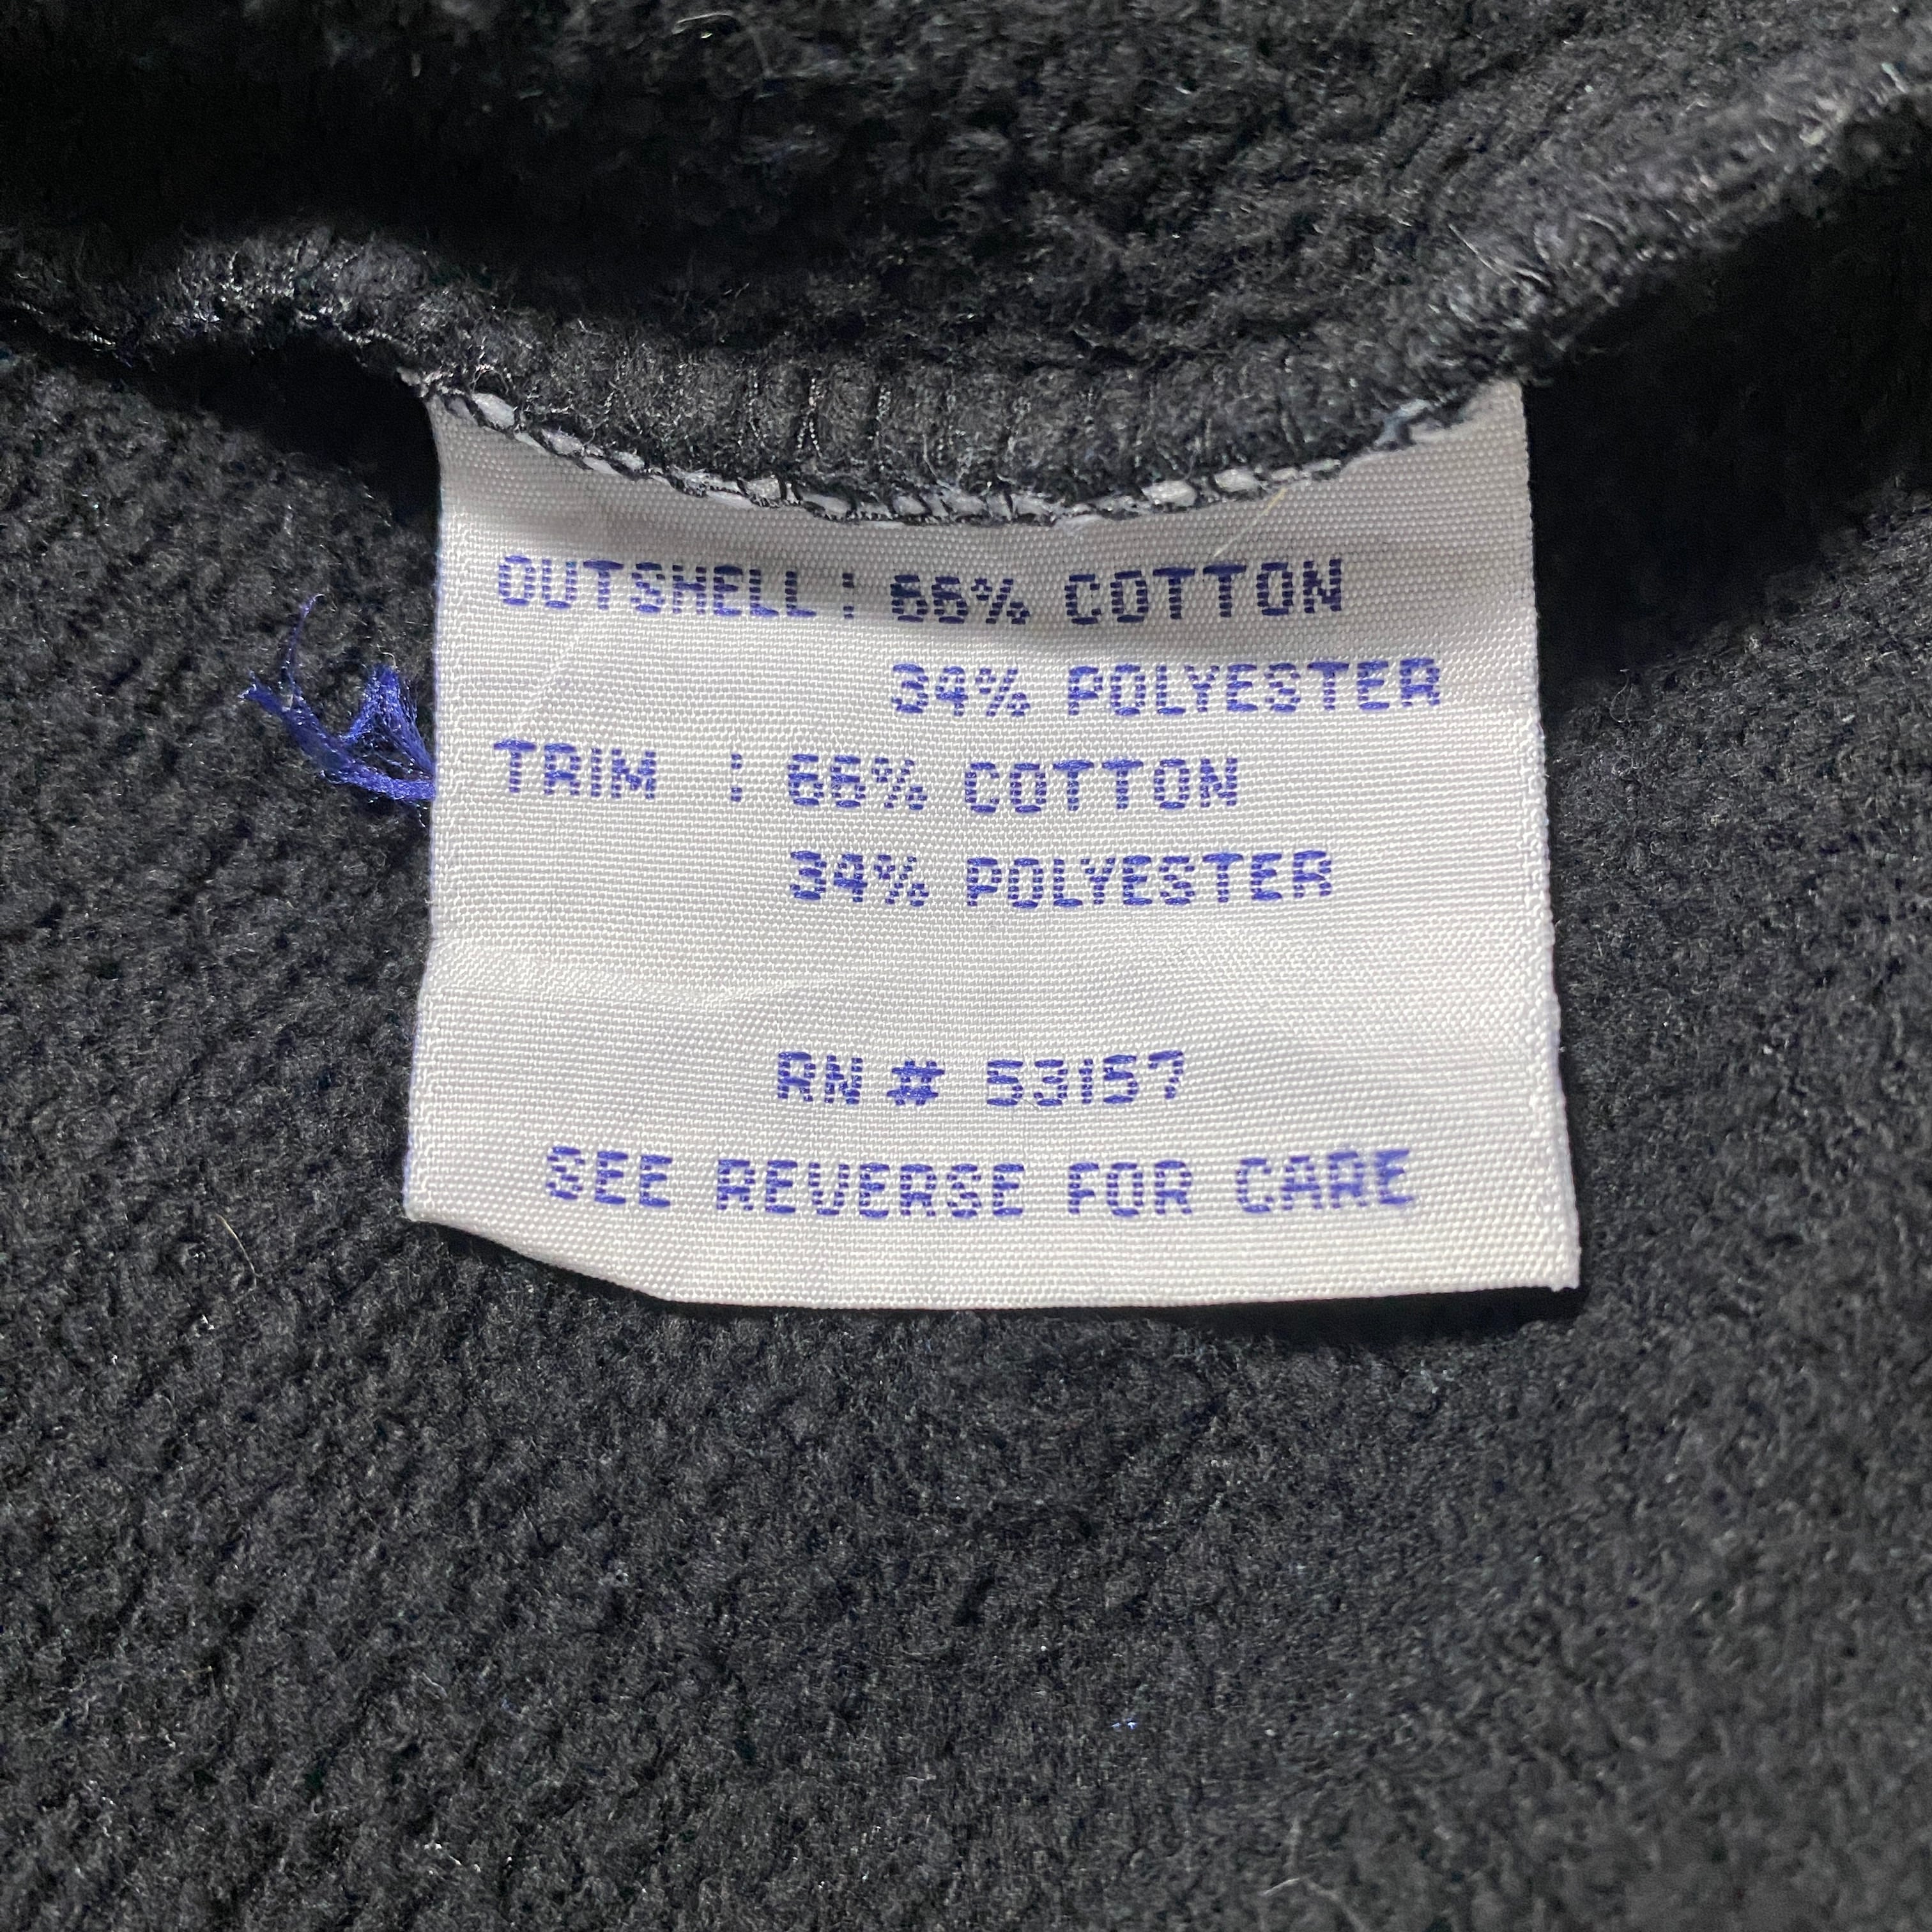 OUTSHELL: 66% COTTON
34% POLYESTER
TRIM : 66% COTTON
34% POLYESTER
RN # 53157
SEE REVERSE FOR CARE